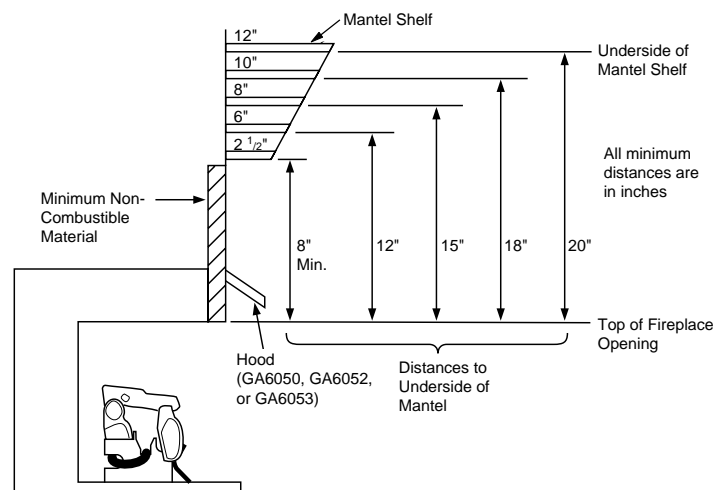 Mantel Shelf
12"
10"
8"
6"
2 1/2"
Underside of
Mantel Shelf
All minimum
distances are
in inches
Minimum Non-
Combustible
Material
8"
Min.
12"
15"
18"
20"
Top of Fireplace
Opening
Hood
(GA6050, GA6052,
or GA6053)
Distances to
Underside of
Mantel